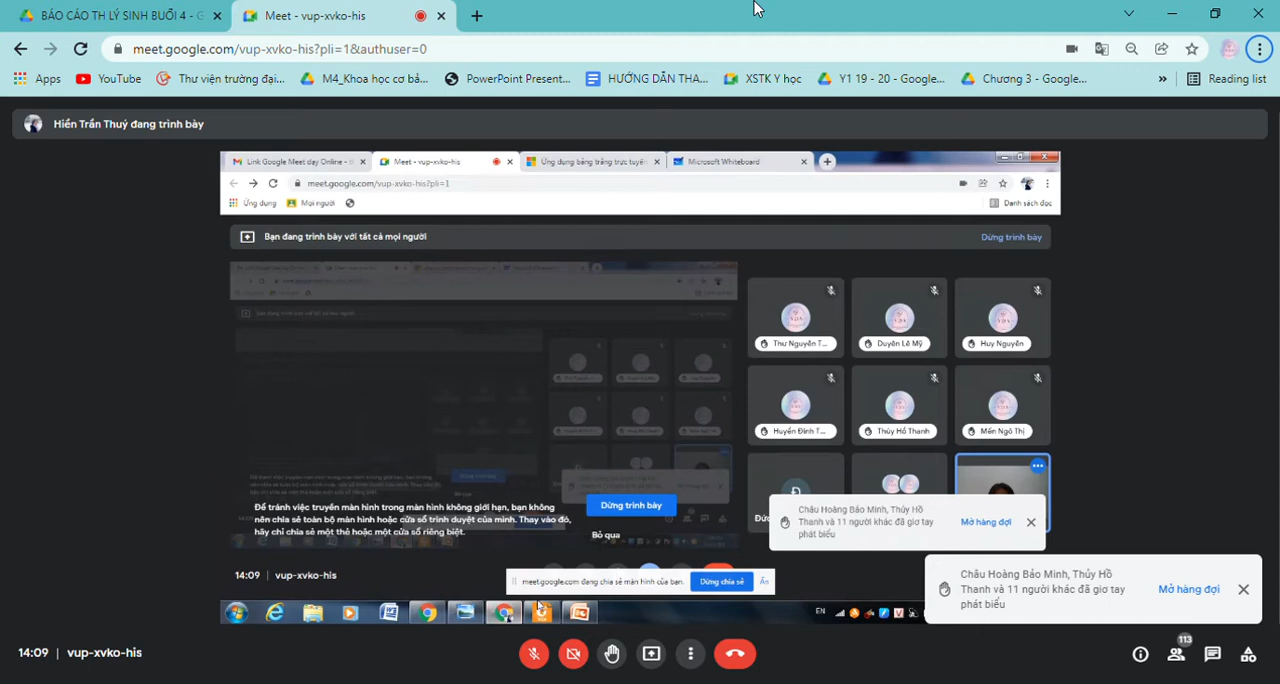 BÁO CÁO TH LÝ SINH BUỔI 4 - G
Meet - vup-xvko-his
meet.google.com/vup-xvko-his?pli=1&authuser=0
Apps
YouTube
Thư viện trường đại...
M4_Khoa học cơ bả...
PowerPoint Present...
HƯỚNG DẪN THA...
XSTK Y học
Y1 19 - 20 - Google...
Chương 3 - Google...
»
Reading list
Hiền Trần Thuý đang trình bày
Link Google Meet day Online - đ
Meet - vup-xvko-his
Ứng dụng bảng trắng trực tuyến
Microsoft Whiteboard
meet.google.com/vup-xvko-his?pli=1
Ứng dụng
Mọi người
Danh sách đọc
Bạn đang trình bày với tất cả mọi người
Dừng trình bày
Thư Nguyễn T...
Duyên Lê Mỹ
Huy Nguyễn
Huyền Đinh T...
Thủy Hồ Thanh
Mến Ngô Thị
Đ
Để tránh việc truyền màn hình trong màn hình không giới hạn, bạn không
nên chia sẻ toàn bộ màn hình hoặc cửa sổ trình duyệt của mình. Thay vào đó,
hãy chỉ chia sẻ một thẻ hoặc một cửa sổ riêng biệt.
Dừng trình bày
Bỏ qua
Châu Hoàng Bảo Minh, Thủy Hồ
Thanh và 11 người khác đã giơ tay
phát biểu
Mở hàng đợi
14:09 | vup-xvko-his
meet.google.com đang chia sẻ màn hình của bạn.
Dừng chia sẻ
Ẩn
EN
Châu Hoàng Bảo Minh, Thủy Hồ
Thanh và 11 người khác đã giơ tay
phát biểu
Mở hàng đợi
14:09 | vup-xvko-his
113